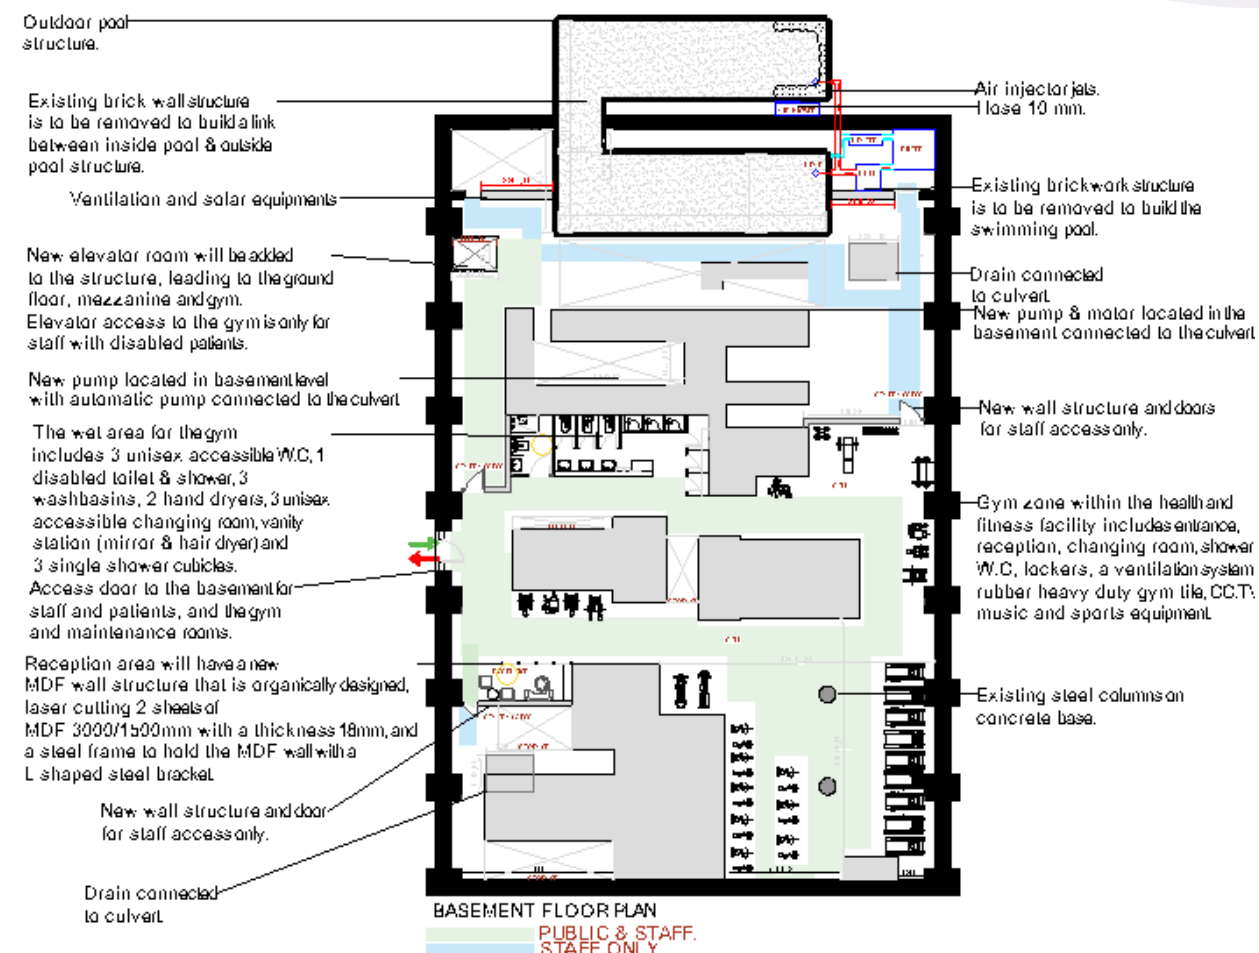 Outdoor pool
structure.
Existing brick wall structure
is to be removed to build a link
between inside pool & outside
pool structure.
Ventilation and solar equipments
New elevator room will be added
to the structure, leading to the ground
floor, mezzanine and gym.
Elevator access to the gym is only for
staff with disabled patients.
New pump located in basement level
with automatic pump connected to the culvert
The wet area for the gym
includes 3 unisex accessible W.C, 1
disabled toilet & shower, 3
washbasins, 2 hand dryers, 3 unisex
accessible changing room, vanity
station (mirror & hair dryer) and
3 single shower cubicles.
Access door to the basement for
staff and patients, and the gym
and maintenance rooms.
Reception area will have a new
MDF wall structure that is organically designed,
laser cutting 2 sheets of
MDF 3000/1500mm with a thickness 18mm, and
a steel frame to hold the MDF wall with a
L shaped steel bracket
New wall structure and door
for staff access only.
Drain connected
to culvert
Air injector jets.
Hose 10 mm.
Existing brickwork structure
is to be removed to build the
swimming pool.
Drain connected
to culvert
New pump & motor located in the
basement connected to the culvert
New wall structure and doors
for staff access only.
Gym zone within the health and
fitness facility includes entrance,
reception, changing room, shower
W.C, lockers, a ventilation system
rubber heavy duty gym tile, CC.TV
music and sports equipment
Existing steel columns on
concrete base.
BASEMENT FLOOR PLAN
PUBLIC & STAFF.
STAFF ONLY